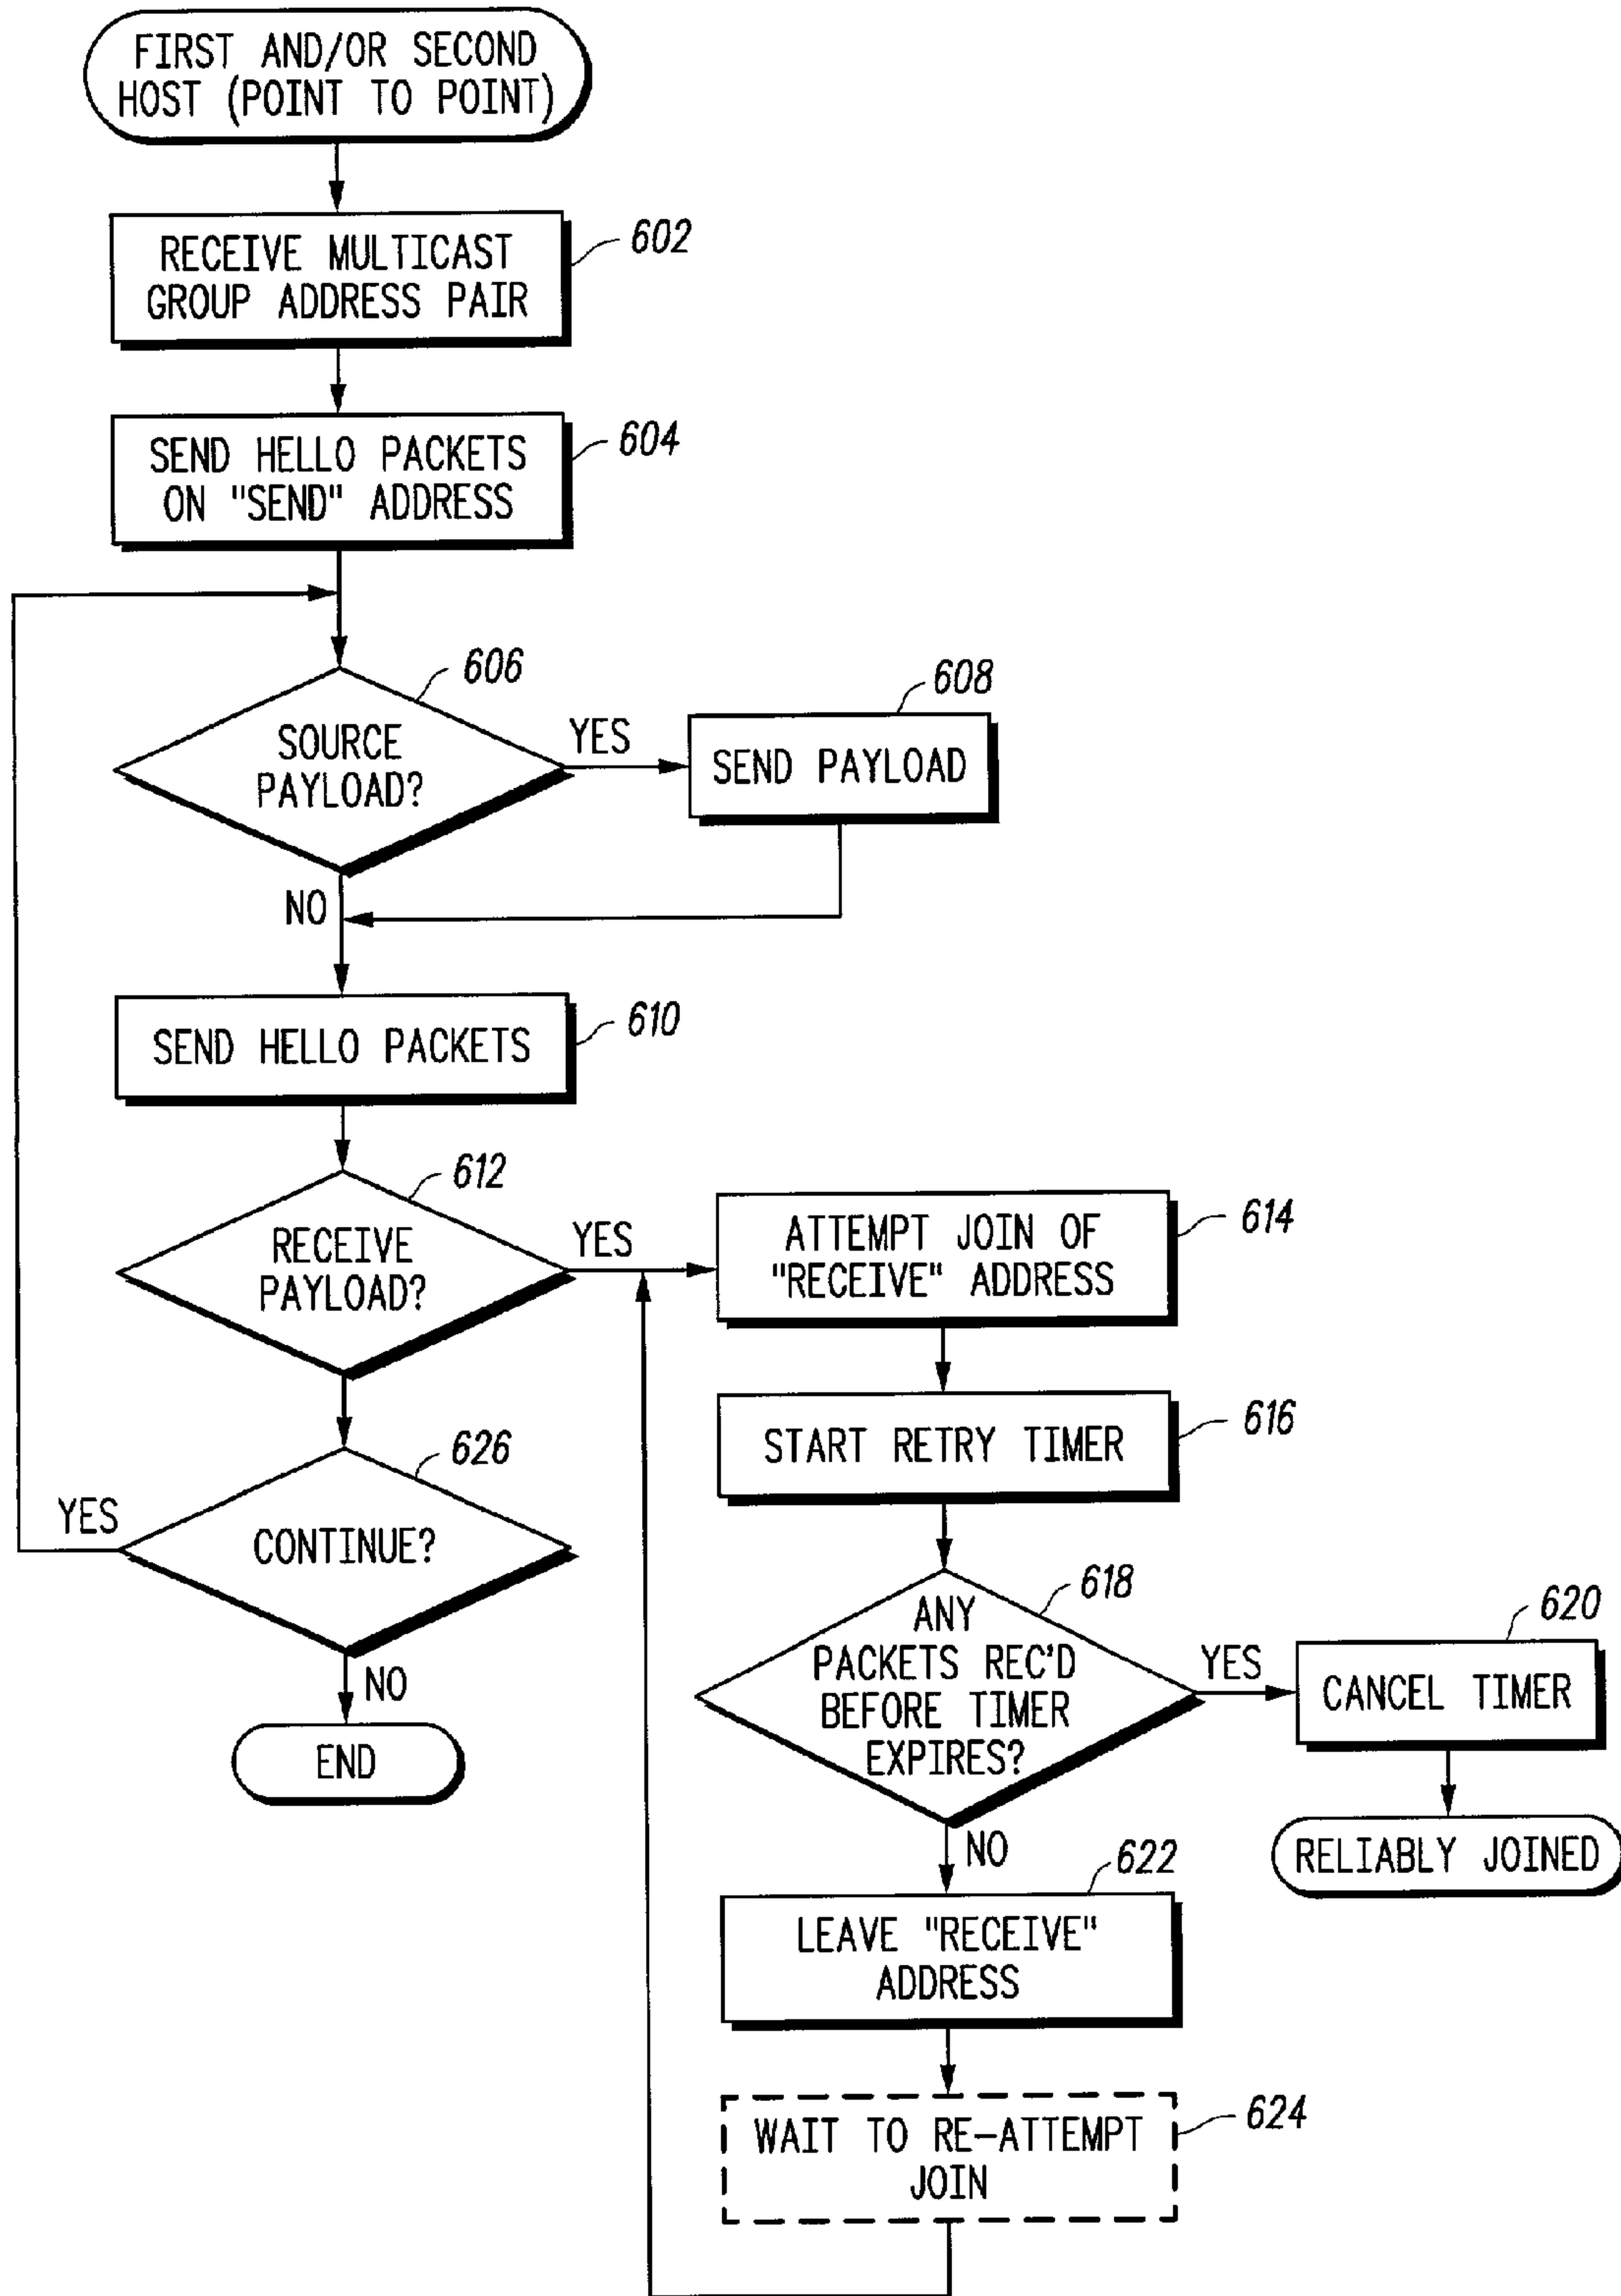 FIRST AND/OR SECOND
HOST (POINT TO POINT)
RECEIVE MULTICAST
GROUP ADDRESS PAIR
602
SEND HELLO PACKETS
ON "SEND" ADDRESS
604
606
SOURCE
PAYLOAD?
YES
608
SEND PAYLOAD
NO
SEND HELLO PACKETS
610
612
RECEIVE
PAYLOAD?
YES
ATTEMPT JOIN OF
"RECEIVE" ADDRESS
614
START RETRY TIMER
616
626
CONTINUE?
YES
NO
END
618
ANY
PACKETS REC'D
BEFORE TIMER
EXPIRES?
YES
620
CANCEL TIMER
RELIABLY JOINED
NO
622
LEAVE "RECEIVE"
ADDRESS
WAIT TO RE-ATTEMPT
JOIN
624